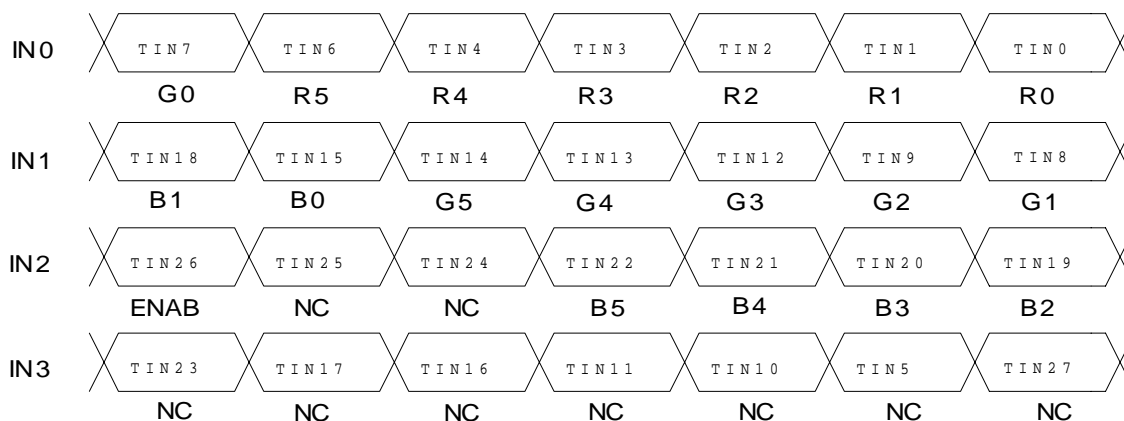 IN0 TIN7 TIN6 TIN4 TIN3 TIN2 TIN1 TIN0
G0 R5 R4 R3 R2 R1 R0
IN1 TIN18 TIN15 TIN14 TIN13 TIN12 TIN9 TIN8
B1 B0 G5 G4 G3 G2 G1
IN2 TIN26 TIN25 TIN24 TIN22 TIN21 TIN20 TIN19
ENAB NC NC B5 B4 B3 B2
IN3 TIN23 TIN17 TIN16 TIN11 TIN10 TIN5 TIN27
NC NC NC NC NC NC NC